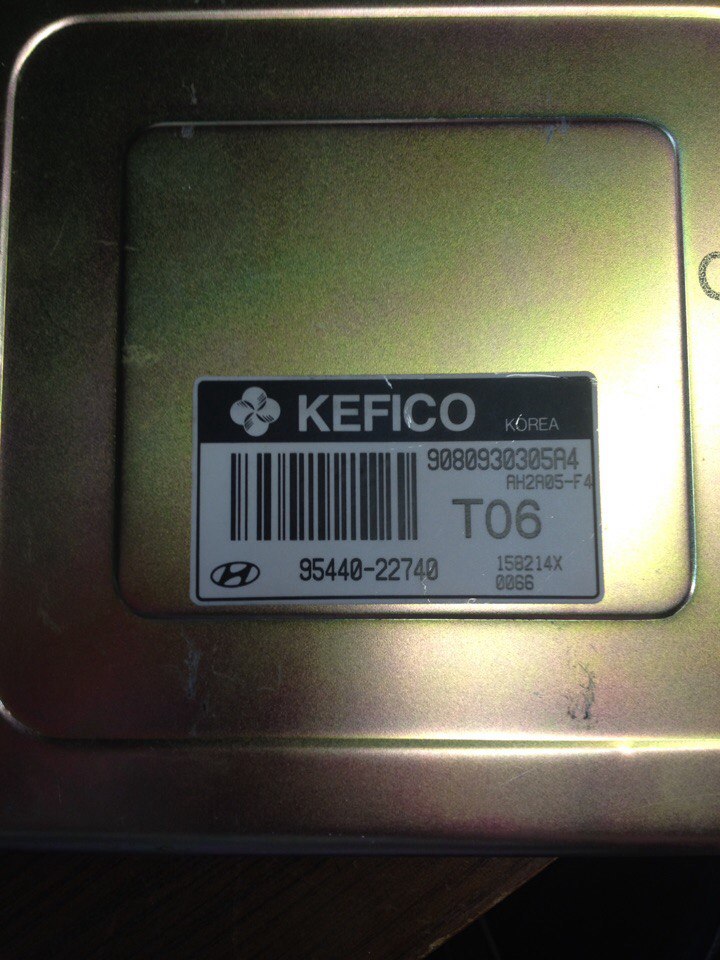 KEFICO KOREA
9080930305A4
AH2A05-F4
T06
95440-22740
158214X
0066